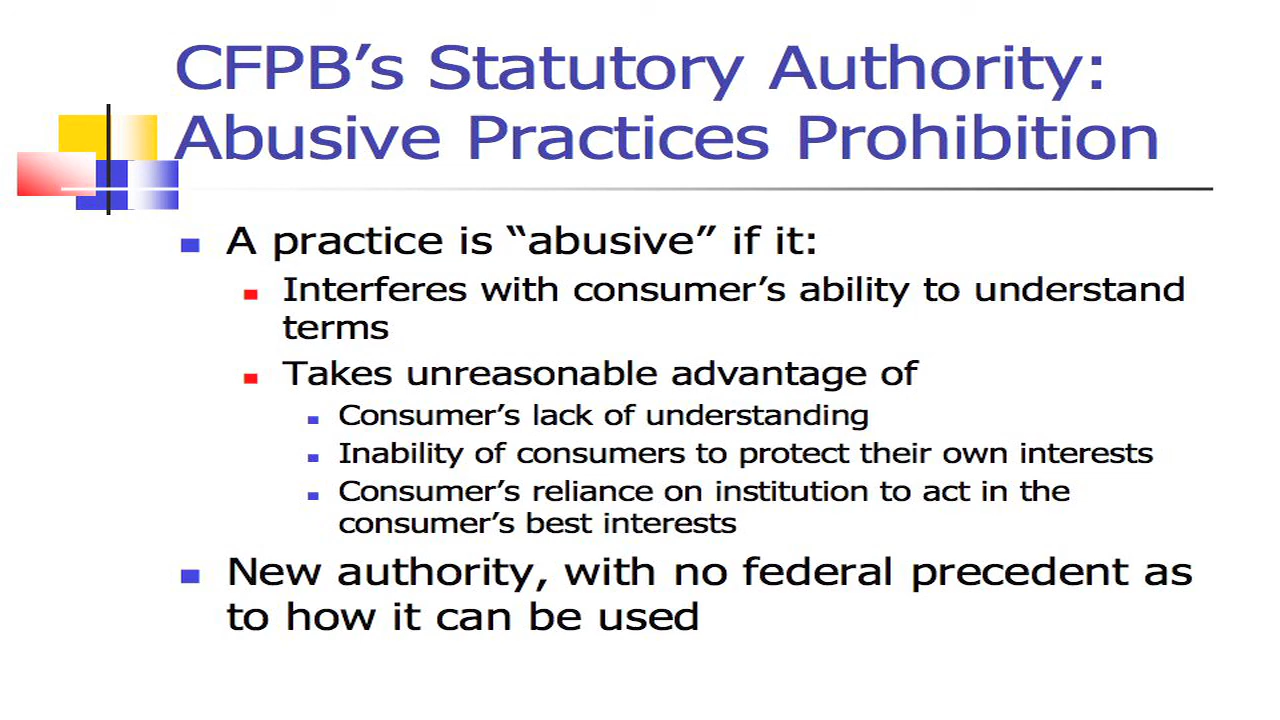 CFPB’s Statutory Authority:
Abusive Practices Prohibition
A practice is “abusive” if it:
Interferes with consumer’s ability to understand
terms
Takes unreasonable advantage of
Consumer’s lack of understanding
Inability of consumers to protect their own interests
Consumer’s reliance on institution to act in the
consumer’s best interests
New authority, with no federal precedent as
to how it can be used